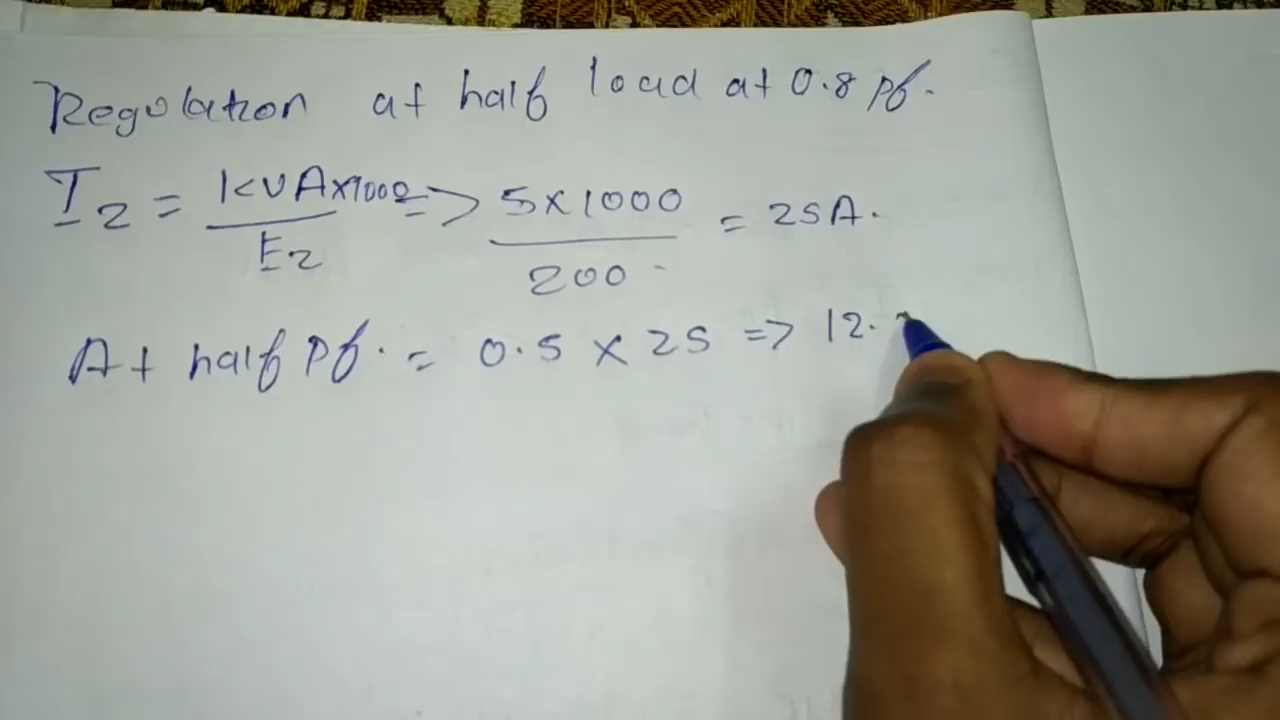 Regulation at half load at 0.8 Pf.
I2 = KVA×1000 / E2 => 5×1000 / 200 = 25A.
At half Pf. = 0.5 × 25 => 12.